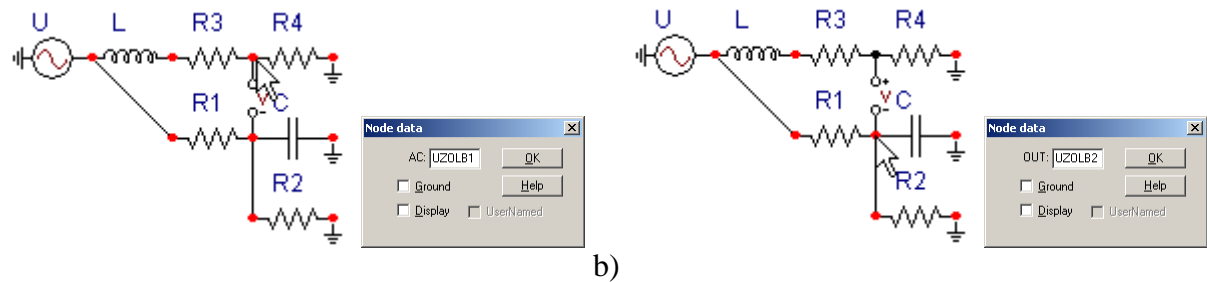 U L R3 R4
R1 V C
R2
+
-
Node data
AC: UZOLB1 OK
Ground Help
Display UserNamed
U L R3 R4
R1 V C
R2
+
-
Node data
OUT: UZOLB2 OK
Ground Help
Display UserNamed
b)